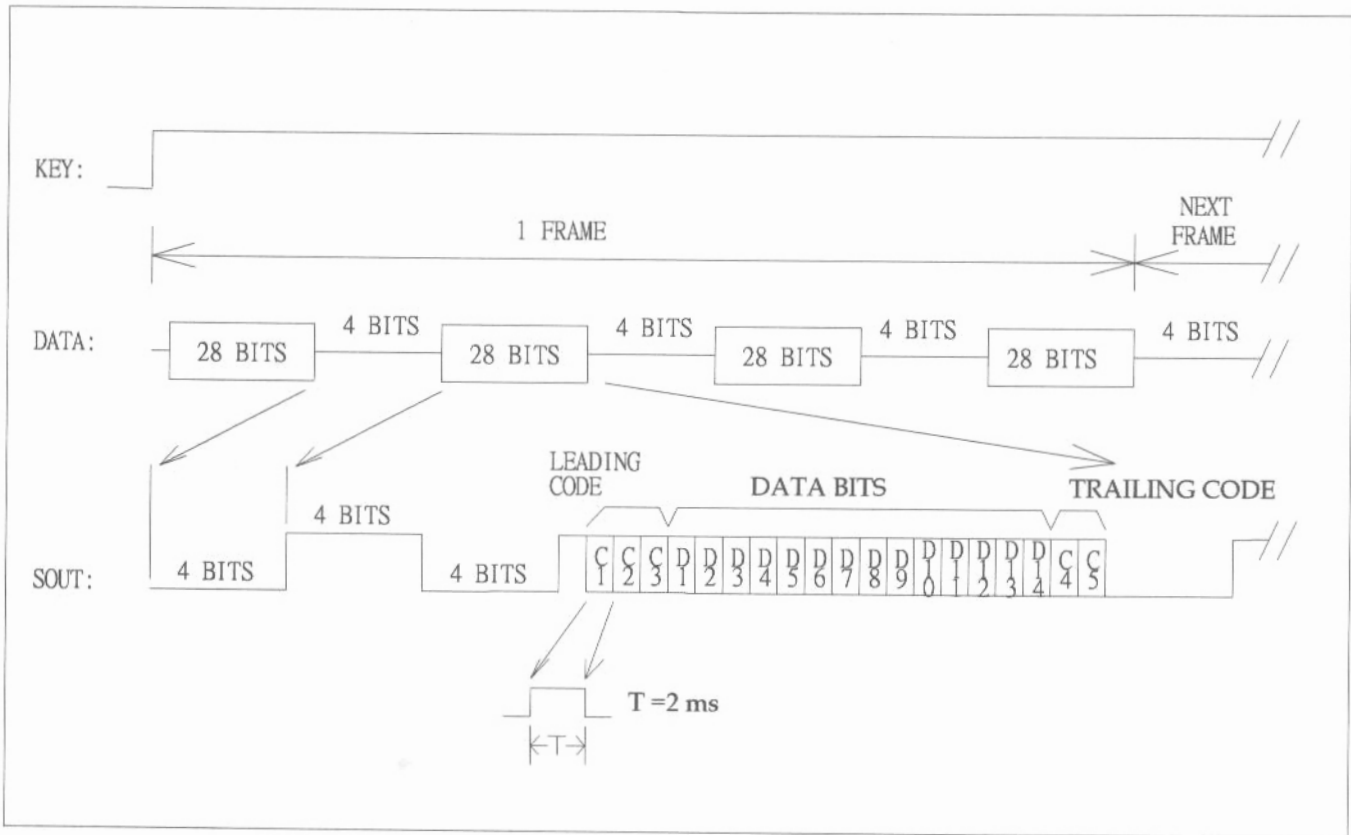 KEY:
1 FRAME
NEXT
FRAME
DATA:
28 BITS
4 BITS
28 BITS
4 BITS
28 BITS
4 BITS
28 BITS
4 BITS
LEADING
CODE
DATA BITS
TRAILING CODE
SOUT:
4 BITS
4 BITS
4 BITS
C1 C2 C3 D1 D2 D3 D4 D5 D6 D7 D8 D9 D10 D11 D12 D13 D14 C4 C5
T =2 ms
T